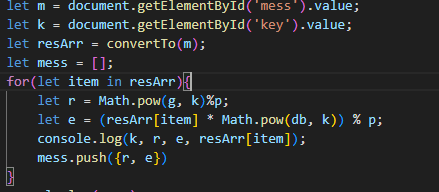 let m = document.getElementById('mess').value;
let k = document.getElementById('key').value;
let resArr = convertTo(m);
let mess = [];
for(let item in resArr){
let r = Math.pow(g, k)%p;
let e = (resArr[item] * Math.pow(db, k)) % p;
console.log(k, r, e, resArr[item]);
mess.push({r, e})
}